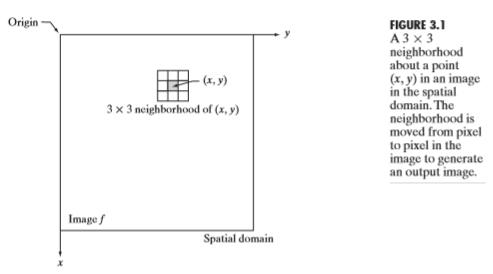 Origin
y
(x, y)
3 × 3 neighborhood of (x, y)
Image f
Spatial domain
x
FIGURE 3.1
A 3 × 3
neighborhood
about a point
(x, y) in an image
in the spatial
domain. The
neighborhood is
moved from pixel
to pixel in the
image to generate
an output image.